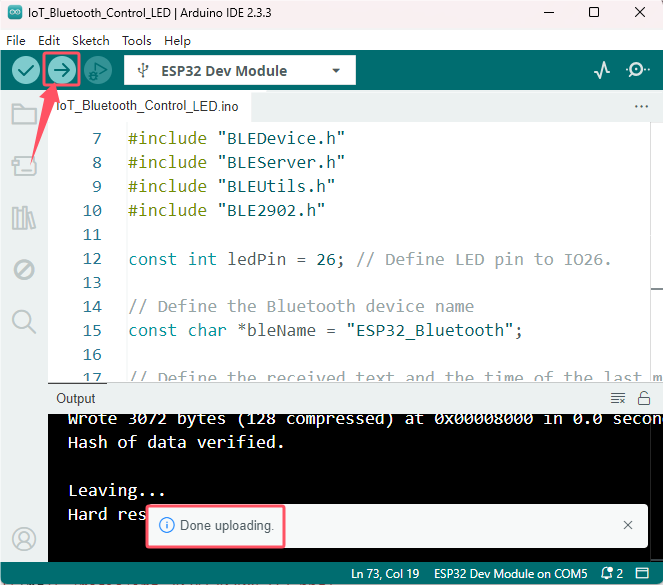 IoT_Bluetooth_Control_LED | Arduino IDE 2.3.3
File Edit Sketch Tools Help
ESP32 Dev Module
IoT_Bluetooth_Control_LED.ino
7 #include "BLEDevice.h"
8 #include "BLEServer.h"
9 #include "BLEUtils.h"
10 #include "BLE2902.h"
11
12 const int ledPin = 26; // Define LED pin to IO26.
13
14 // Define the Bluetooth device name
15 const char *bleName = "ESP32_Bluetooth";
16
17 // Define the received text and the time of the last m
Output
Wrote 3072 bytes (128 compressed) at 0x00008000 in 0.0 secon
Hash of data verified.
Leaving...
Hard res
Done uploading.
Ln 73, Col 19 ESP32 Dev Module on COM5 2